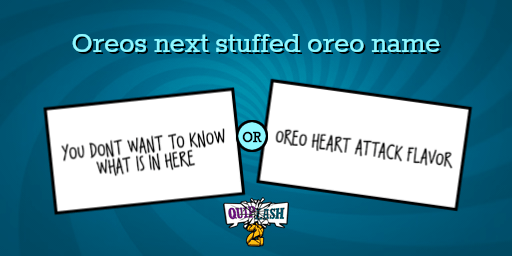 Oreos next stuffed oreo name
YOU DONT WANT TO KNOW
WHAT IS IN HERE
OR
OREO HEART ATTACK FLAVOR
QUIPLASH
2